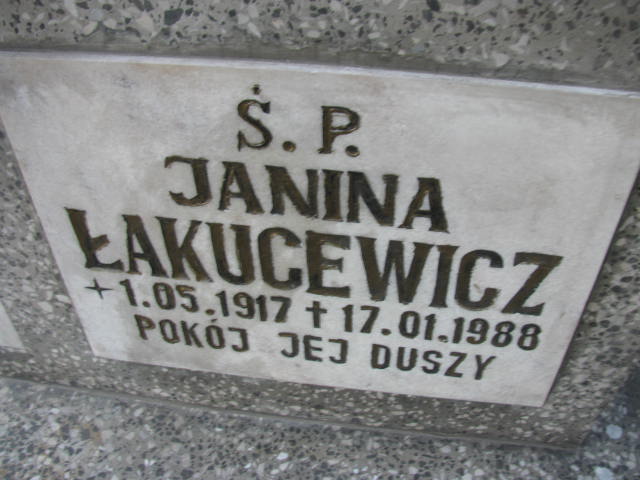 Ś. P.
JANINA
ŁAKUCEWICZ
+ 1.05.1917 † 17.01.1988
POKÓJ JEJ DUSZY